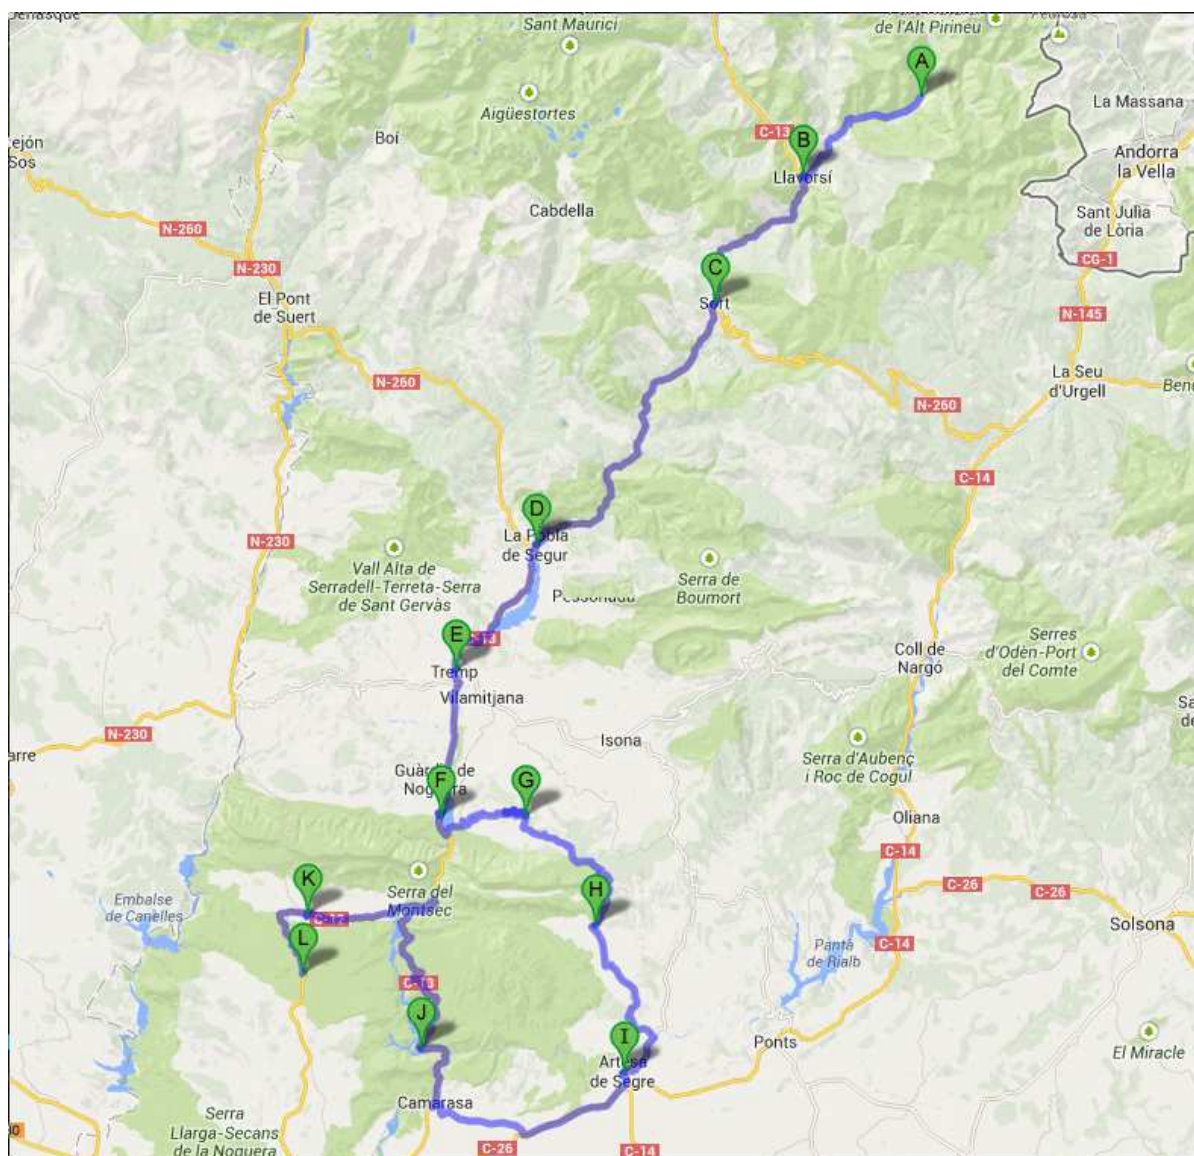 Sant Maurici
de l'Alt Pirineu
A
La Massana
Aigüestortes
C-13
Boí
B
Andorra
la Vella
Llavorsí
Cabdella
Sant Julia
de Lòria
N-260
CG-1
N-230
C
El Pont
de Suert
Sort
N-145
La Seu
d'Urgell
N-260
N-260
C-14
D
La Pobla
de Segur
N-230
Vall Alta de
Serradell-Terreta-Serra
de Sant Gervàs
Serra de
Boumort
E
Serres
d'Odèn-Port
del Comte
Coll de
Nargó
Tremp
Vilamitjana
N-230
Isona
Serra d'Aubenç
i Roc de Cogul
F
G
Oliana
C-14
K
H
Serra del
Montsec
C-26
C-26
Embalse
de Canelles
Solsona
L
Pantà
de Rialb
C-14
C-13
J
I
Ponts
El Miracle
Artesa
de Segre
Camarasa
Serra
Llarga-Secans
de la Noguera
C-26
C-14